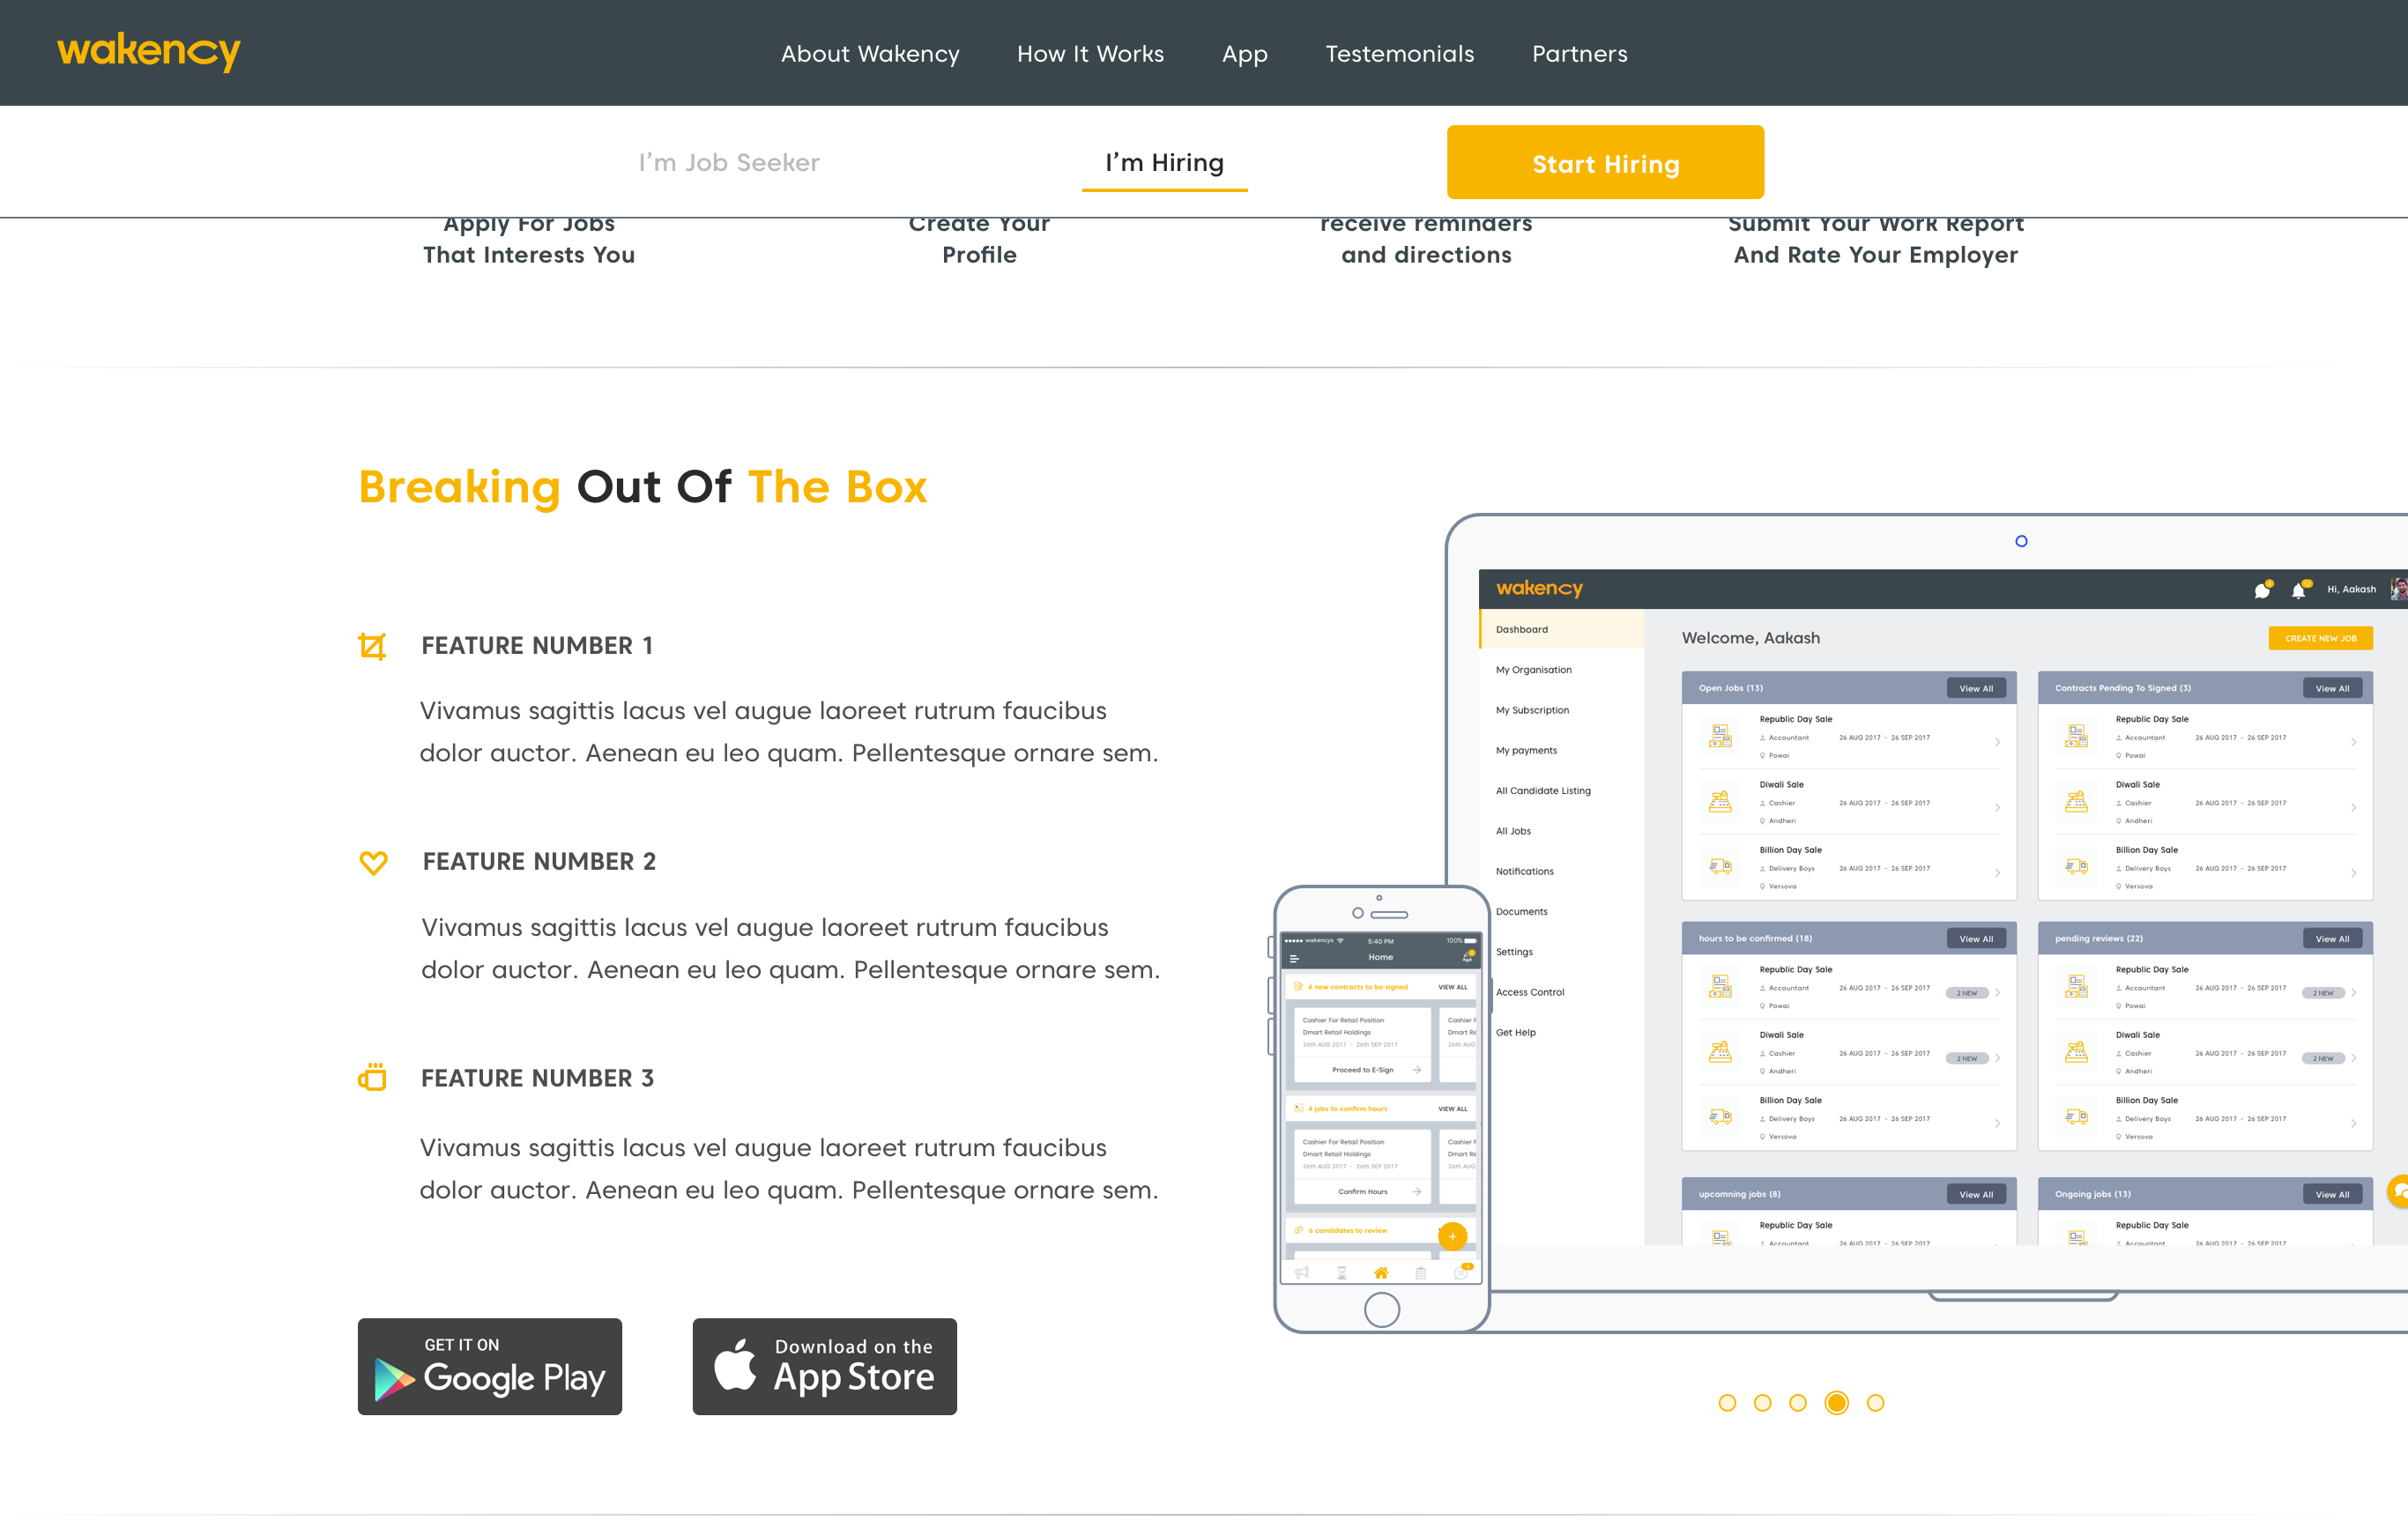 wakency
About Wakency How It Works App Testemonials Partners
I'm Job Seeker I'm Hiring Start Hiring
Apply For Jobs
That Interests You
Create Your
Profile
receive reminders
and directions
Submit Your Work Report
And Rate Your Employer
Breaking Out Of The Box
FEATURE NUMBER 1
Vivamus sagittis lacus vel augue laoreet rutrum faucibus
dolor auctor. Aenean eu leo quam. Pellentesque ornare sem.
FEATURE NUMBER 2
Vivamus sagittis lacus vel augue laoreet rutrum faucibus
dolor auctor. Aenean eu leo quam. Pellentesque ornare sem.
FEATURE NUMBER 3
Vivamus sagittis lacus vel augue laoreet rutrum faucibus
dolor auctor. Aenean eu leo quam. Pellentesque ornare sem.
GET IT ON
Google Play
Download on the
App Store
wakencys 5:40 PM 100%
Home
4 new contracts to be signed VIEW ALL
Cashier For Retail Position Cashier F
Dmart Retail Holdings Dmart Re
26th AUG 2017 - 26th SEP 2017 26th AUG
Proceed to E-Sign
4 jobs to confirm hours VIEW ALL
Cashier For Retail Position Cashier F
Dmart Retail Holdings Dmart Re
26th AUG 2017 - 26th SEP 2017 26th AUG
Confirm Hours
6 candidates to review
+
wakency Hi, Aakash
Dashboard
My Organisation
My Subscription
My payments
All Candidate Listing
All Jobs
Notifications
Documents
Settings
Access Control
Get Help
Welcome, Aakash CREATE NEW JOB
Open Jobs (13) View All
Republic Day Sale
Accountant 26 AUG 2017 - 26 SEP 2017
Powai
Diwali Sale
Cashier 26 AUG 2017 - 26 SEP 2017
Andheri
Billion Day Sale
Delivery Boys 26 AUG 2017 - 26 SEP 2017
Versova
Contracts Pending To Signed (3) View All
Republic Day Sale
Accountant 26 AUG 2017 - 26 SEP 2017
Powai
Diwali Sale
Cashier 26 AUG 2017 - 26 SEP 2017
Andheri
Billion Day Sale
Delivery Boys 26 AUG 2017 - 26 SEP 2017
Versova
hours to be confirmed (18) View All
Republic Day Sale
Accountant 26 AUG 2017 - 26 SEP 2017 2 NEW
Powai
Diwali Sale
Cashier 26 AUG 2017 - 26 SEP 2017 2 NEW
Andheri
Billion Day Sale
Delivery Boys 26 AUG 2017 - 26 SEP 2017
Versova
pending reviews (22) View All
Republic Day Sale
Accountant 26 AUG 2017 - 26 SEP 2017 2 NEW
Powai
Diwali Sale
Cashier 26 AUG 2017 - 26 SEP 2017 2 NEW
Andheri
Billion Day Sale
Delivery Boys 26 AUG 2017 - 26 SEP 2017
Versova
upcomning jobs (8) View All
Republic Day Sale
Accountant 26 AUG 2017 - 26 SEP 2017
Ongoing jobs (13) View All
Republic Day Sale
Accountant 26 AUG 2017 - 26 SEP 2017